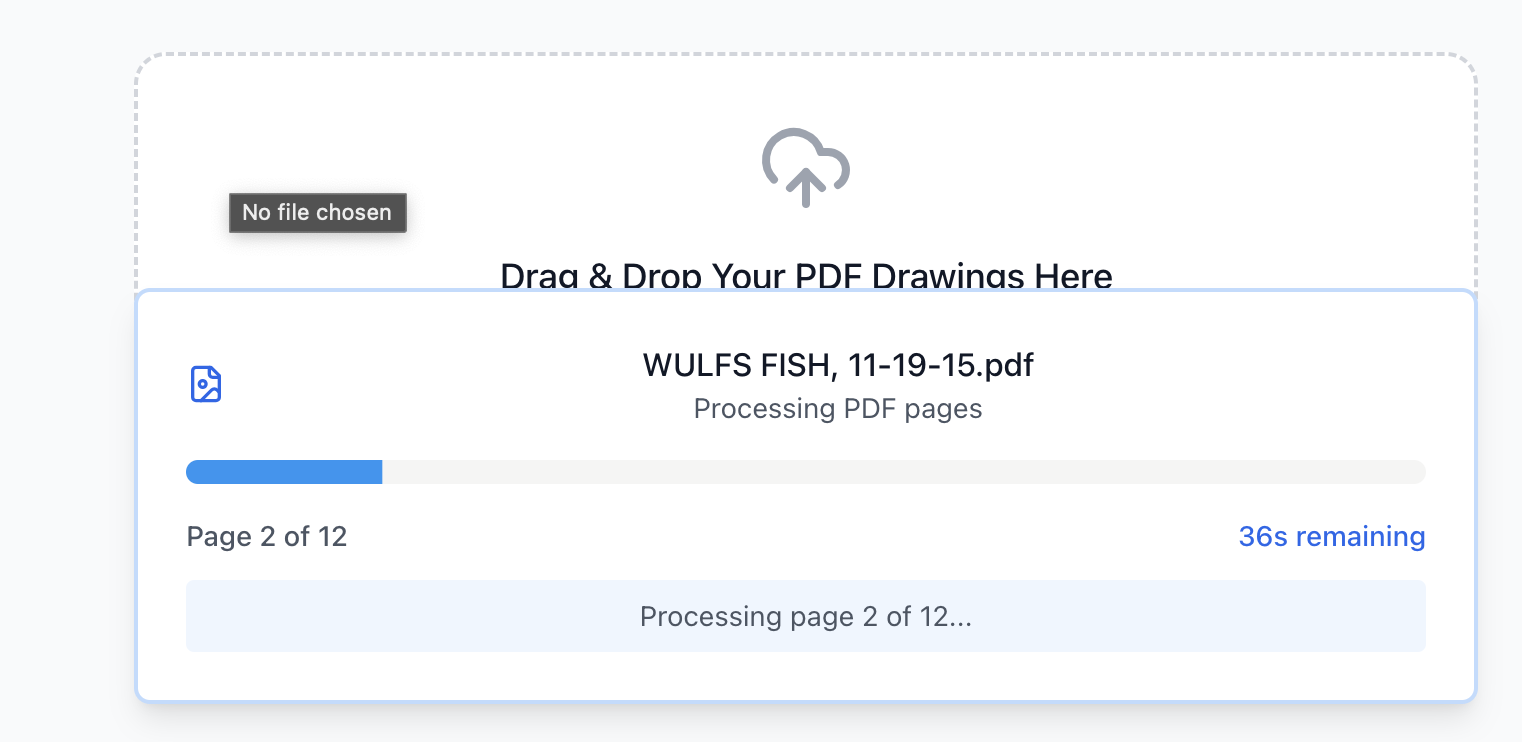 No file chosen
Drag & Drop Your PDF Drawings Here
WULFS FISH, 11-19-15.pdf
Processing PDF pages
Page 2 of 12
36s remaining
Processing page 2 of 12...